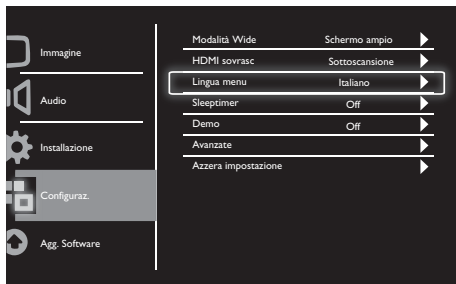 Immagine
Audio
Installazione
Configuraz.
Agg. Software
Modalità Wide Schermo ampio
HDMI sovrasc Sottoscansione
Lingua menu Italiano
Sleeptimer Off
Demo Off
Avanzate
Azzera impostazione